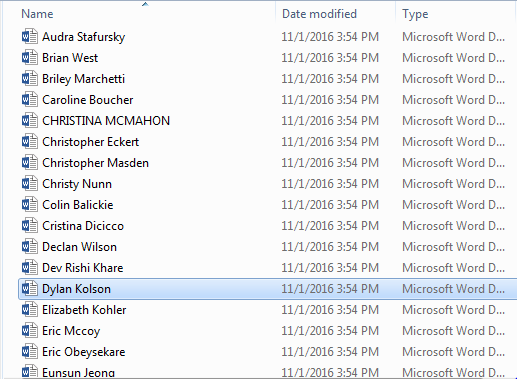 Name Date modified Type
Audra Stafursky 11/1/2016 3:54 PM Microsoft Word D...
Brian West 11/1/2016 3:54 PM Microsoft Word D...
Briley Marchetti 11/1/2016 3:54 PM Microsoft Word D...
Caroline Boucher 11/1/2016 3:54 PM Microsoft Word D...
CHRISTINA MCMAHON 11/1/2016 3:54 PM Microsoft Word D...
Christopher Eckert 11/1/2016 3:54 PM Microsoft Word D...
Christopher Masden 11/1/2016 3:54 PM Microsoft Word D...
Christy Nunn 11/1/2016 3:54 PM Microsoft Word D...
Colin Balickie 11/1/2016 3:54 PM Microsoft Word D...
Cristina Dicicco 11/1/2016 3:54 PM Microsoft Word D...
Declan Wilson 11/1/2016 3:54 PM Microsoft Word D...
Dev Rishi Khare 11/1/2016 3:54 PM Microsoft Word D...
Dylan Kolson 11/1/2016 3:54 PM Microsoft Word D...
Elizabeth Kohler 11/1/2016 3:54 PM Microsoft Word D...
Eric Mccoy 11/1/2016 3:54 PM Microsoft Word D...
Eric Obeysekare 11/1/2016 3:54 PM Microsoft Word D...
Eunsun Jeong 11/1/2016 3:54 PM Microsoft Word D...